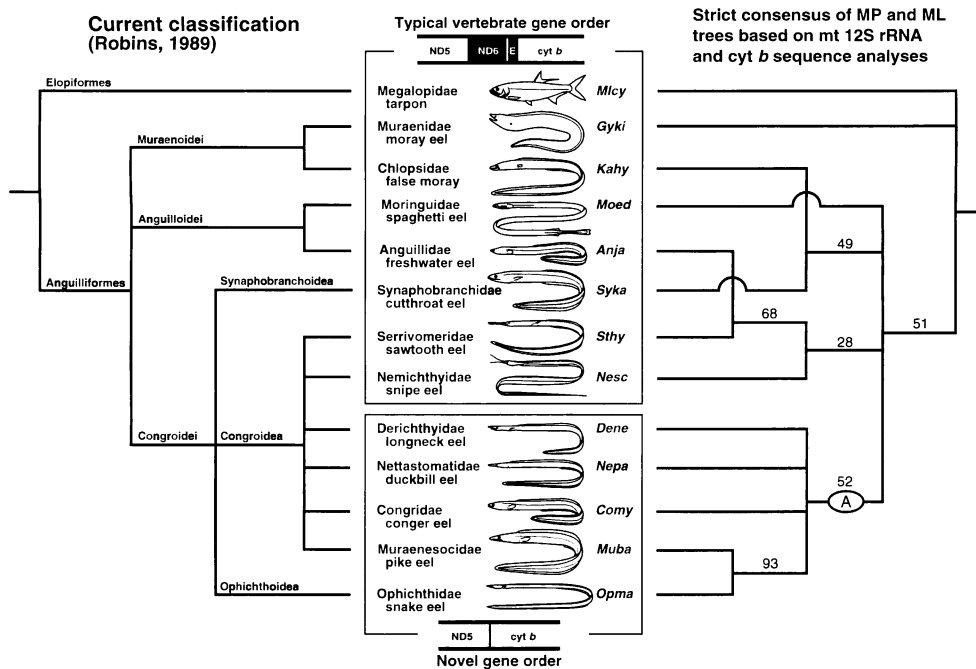 Current classification
(Robins, 1989)
Typical vertebrate gene order
ND5 ND6 E cyt b
Strict consensus of MP and ML
trees based on mt 12S rRNA
and cyt b sequence analyses
Elopiformes
Megalopidae
tarpon
Mlcy
Muraenoidei
Muraenidae
moray eel
Gyki
Chlopsidae
false moray
Kahy
Anguilloidei
Moringuidae
spaghetti eel
Moed
Anguillidae
freshwater eel
Anja
49
Anguilliformes
Synaphobranchoidea
Synaphobranchidae
cutthroat eel
Syka
68
51
Serrivomeridae
sawtooth eel
Sthy
28
Nemichthyidae
snipe eel
Nesc
Congroidei
Congroidea
Derichthyidae
longneck eel
Dene
Nettastomatidae
duckbill eel
Nepa
52
A
Congridae
conger eel
Comy
Muraenesocidae
pike eel
Muba
93
Ophichthoidea
Ophichthidae
snake eel
Opma
ND5 cyt b
Novel gene order